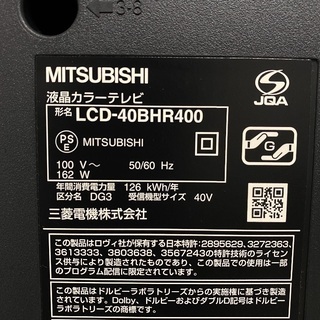 3-6
MITSUBISHI
JQA
液晶カラーテレビ
形名 LCD-40BHR400
PS
E
MITSUBISHI
G
100 V～ 50/60 Hz
162 W
年間消費電力量 126 kWh/年
区分名 DG3 受信機型サイズ 40V
三菱電機株式会社
この製品はロヴィ社が保有する日本特許:2895629,3272363,
3613333, 3803638, 3567243の特許技術のライセンス
供与により製造されたもので、この製品での使用は一部
のプログラム配信に限定されています。
この製品はドルビーラボラトリーズからの実施権に基づき製造され
ています。Dolby、ドルビーおよびダブルD記号はドルビー
ラボラトリーズの商標です。